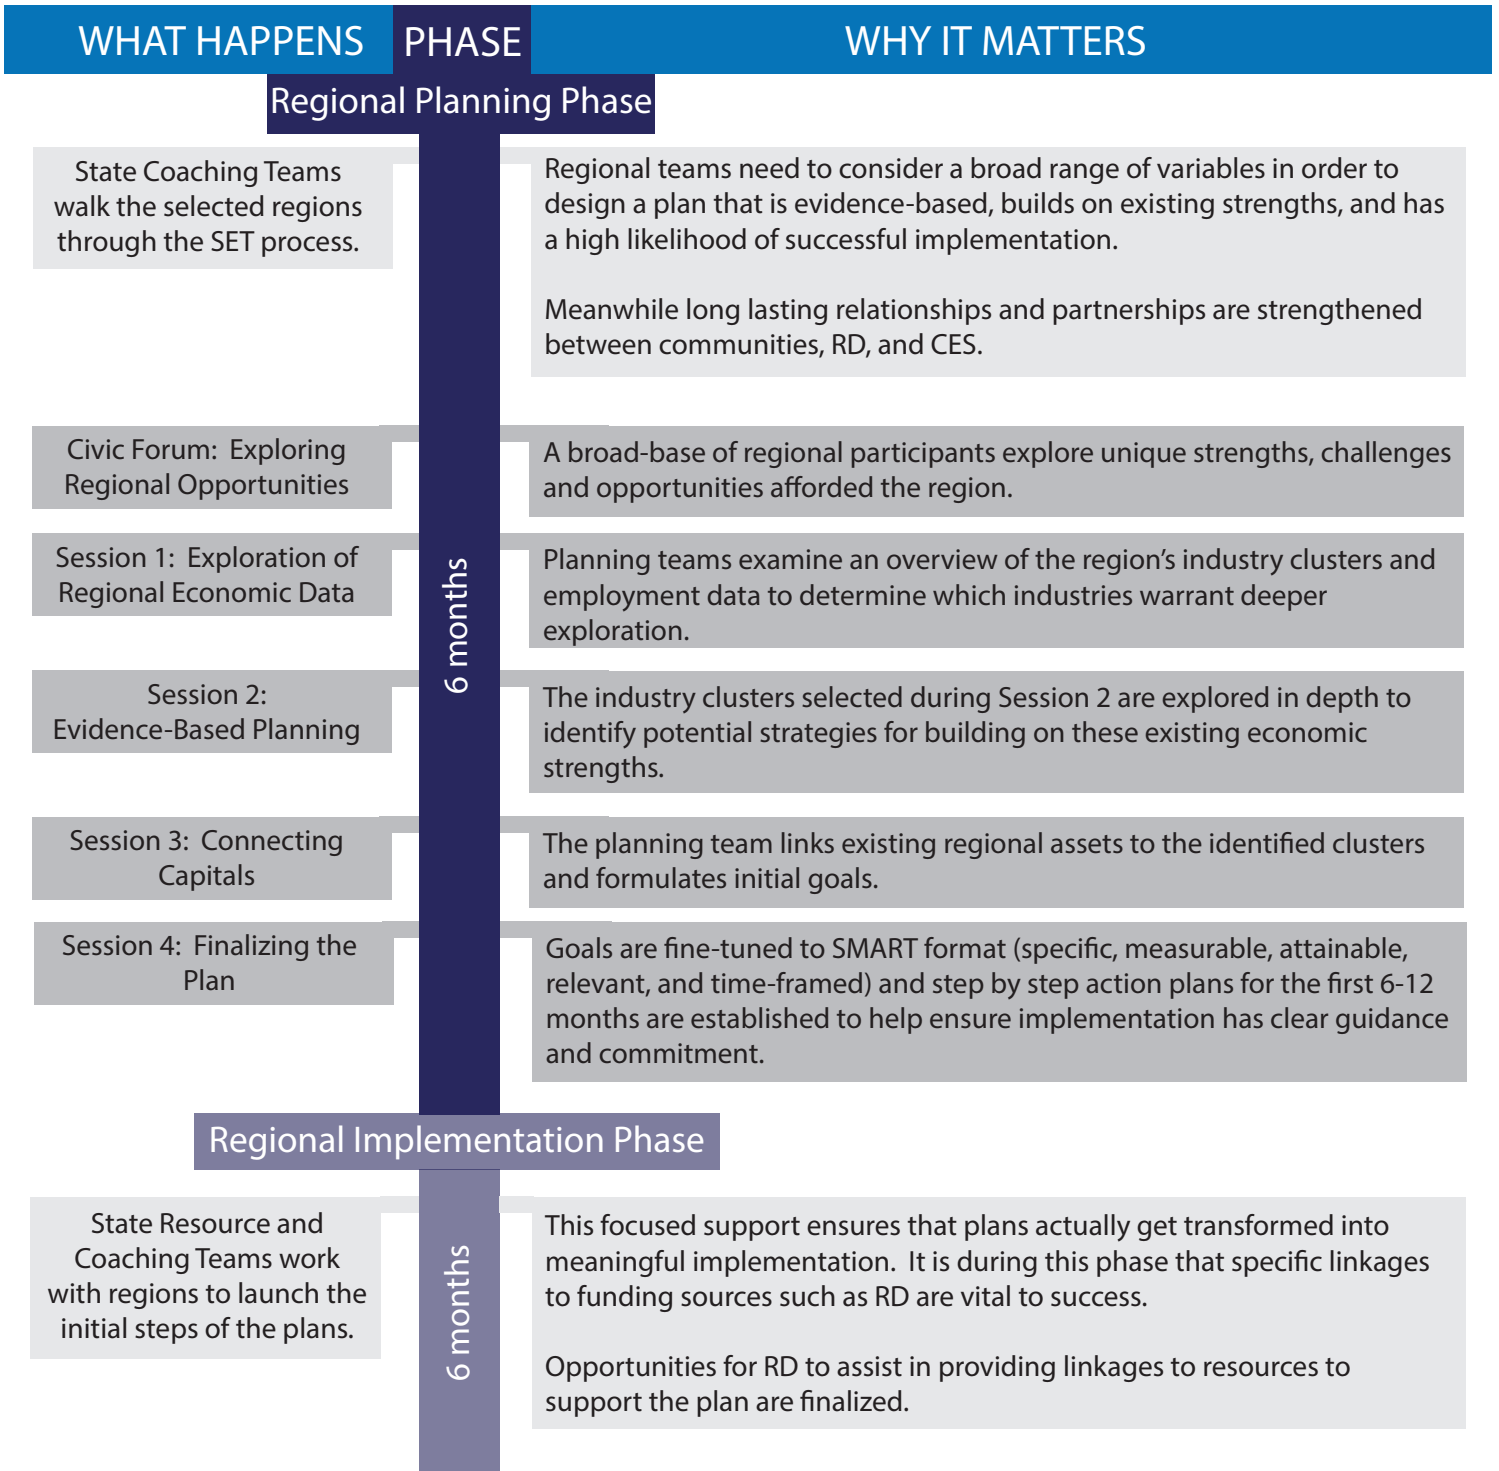 WHAT HAPPENS
PHASE
WHY IT MATTERS
Regional Planning Phase
State Coaching Teams
walk the selected regions
through the SET process.
Regional teams need to consider a broad range of variables in order to
design a plan that is evidence-based, builds on existing strengths, and has
a high likelihood of successful implementation.
Meanwhile long lasting relationships and partnerships are strengthened
between communities, RD, and CES.
6 months
Civic Forum: Exploring
Regional Opportunities
A broad-base of regional participants explore unique strengths, challenges
and opportunities afforded the region.
Session 1: Exploration of
Regional Economic Data
Planning teams examine an overview of the region’s industry clusters and
employment data to determine which industries warrant deeper
exploration.
Session 2:
Evidence-Based Planning
The industry clusters selected during Session 2 are explored in depth to
identify potential strategies for building on these existing economic
strengths.
Session 3: Connecting
Capitals
The planning team links existing regional assets to the identified clusters
and formulates initial goals.
Session 4: Finalizing the
Plan
Goals are fine-tuned to SMART format (specific, measurable, attainable,
relevant, and time-framed) and step by step action plans for the first 6-12
months are established to help ensure implementation has clear guidance
and commitment.
Regional Implementation Phase
State Resource and
Coaching Teams work
with regions to launch the
initial steps of the plans.
6 months
This focused support ensures that plans actually get transformed into
meaningful implementation. It is during this phase that specific linkages
to funding sources such as RD are vital to success.
Opportunities for RD to assist in providing linkages to resources to
support the plan are finalized.